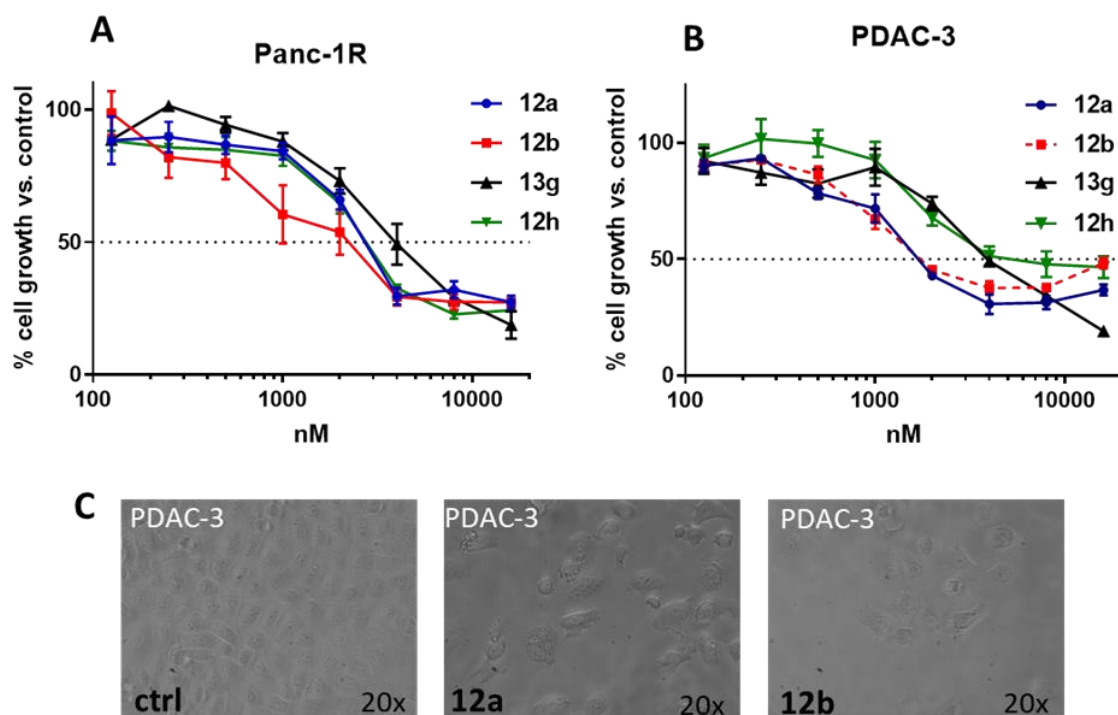 A
Panc-1R
% cell growth vs. control
100
50
0
100
1000
10000
nM
12a
12b
13g
12h
B
PDAC-3
% cell growth vs. control
100
50
0
100
1000
10000
nM
12a
12b
13g
12h
C
PDAC-3
ctrl
20x
PDAC-3
12a
20x
PDAC-3
12b
20x